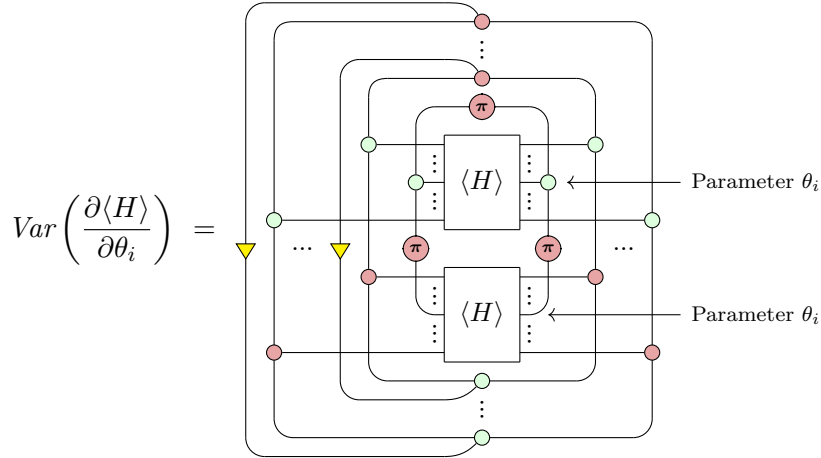 π
⟨H⟩
Parameter θ_i
Var(∂⟨H⟩/∂θ_i) =
π π
⟨H⟩
Parameter θ_i